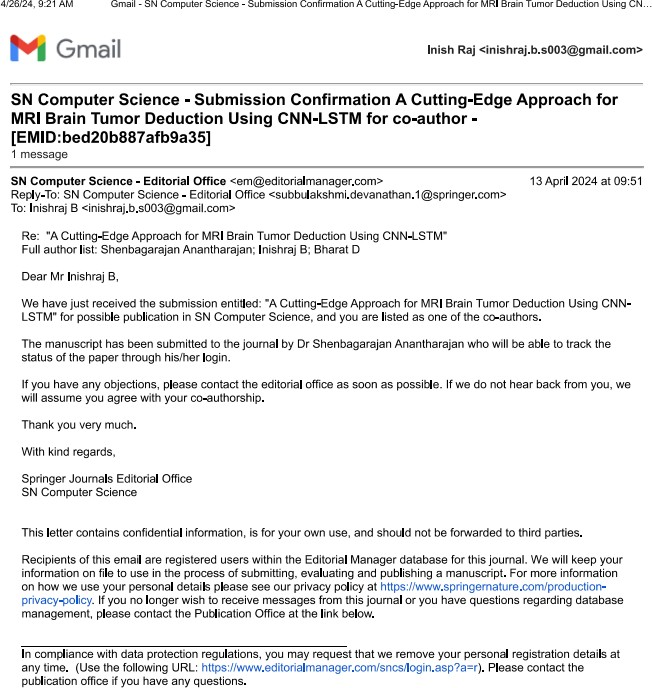 4/26/24, 9:21 AM Gmail - SN Computer Science - Submission Confirmation A Cutting-Edge Approach for MRI Brain Tumor Deduction Using CN…
Gmail
Inish Raj <inishraj.b.s003@gmail.com>
SN Computer Science - Submission Confirmation A Cutting-Edge Approach for
MRI Brain Tumor Deduction Using CNN-LSTM for co-author -
[EMID:bed20b887afb9a35]
1 message
SN Computer Science - Editorial Office <em@editorialmanager.com> 13 April 2024 at 09:51
Reply-To: SN Computer Science - Editorial Office <subbulakshmi.devanathan.1@springer.com>
To: Inishraj B <inishraj.b.s003@gmail.com>
Re: "A Cutting-Edge Approach for MRI Brain Tumor Deduction Using CNN-LSTM"
Full author list: Shenbagarajan Anantharajan; Inishraj B; Bharat D
Dear Mr Inishraj B,
We have just received the submission entitled: "A Cutting-Edge Approach for MRI Brain Tumor Deduction Using CNN-
LSTM" for possible publication in SN Computer Science, and you are listed as one of the co-authors.
The manuscript has been submitted to the journal by Dr Shenbagarajan Anantharajan who will be able to track the
status of the paper through his/her login.
If you have any objections, please contact the editorial office as soon as possible. If we do not hear back from you, we
will assume you agree with your co-authorship.
Thank you very much.
With kind regards,
Springer Journals Editorial Office
SN Computer Science
This letter contains confidential information, is for your own use, and should not be forwarded to third parties.
Recipients of this email are registered users within the Editorial Manager database for this journal. We will keep your
information on file to use in the process of submitting, evaluating and publishing a manuscript. For more information
on how we use your personal details please see our privacy policy at https://www.springernature.com/production-
privacy-policy. If you no longer wish to receive messages from this journal or you have questions regarding database
management, please contact the Publication Office at the link below.
In compliance with data protection regulations, you may request that we remove your personal registration details at
any time. (Use the following URL: https://www.editorialmanager.com/sncs/login.asp?a=r). Please contact the
publication office if you have any questions.